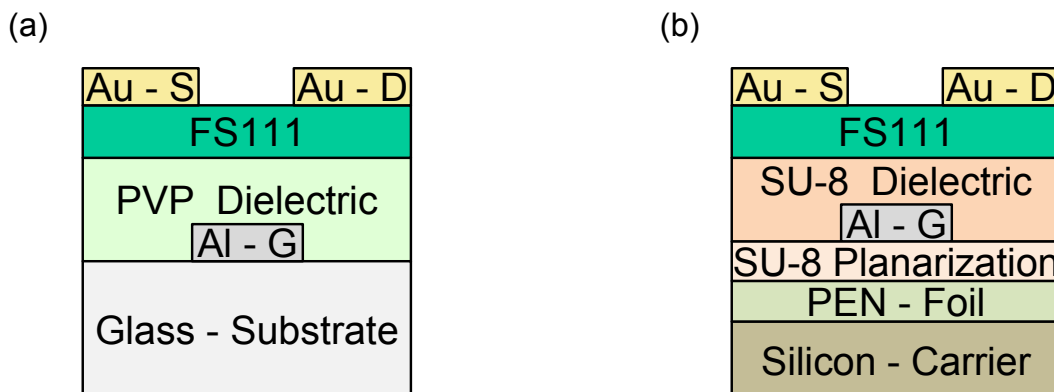 (a)
Au - S
Au - D
FS111
PVP Dielectric
Al - G
Glass - Substrate
(b)
Au - S
Au - D
FS111
SU-8 Dielectric
Al - G
SU-8 Planarization
PEN - Foil
Silicon - Carrier